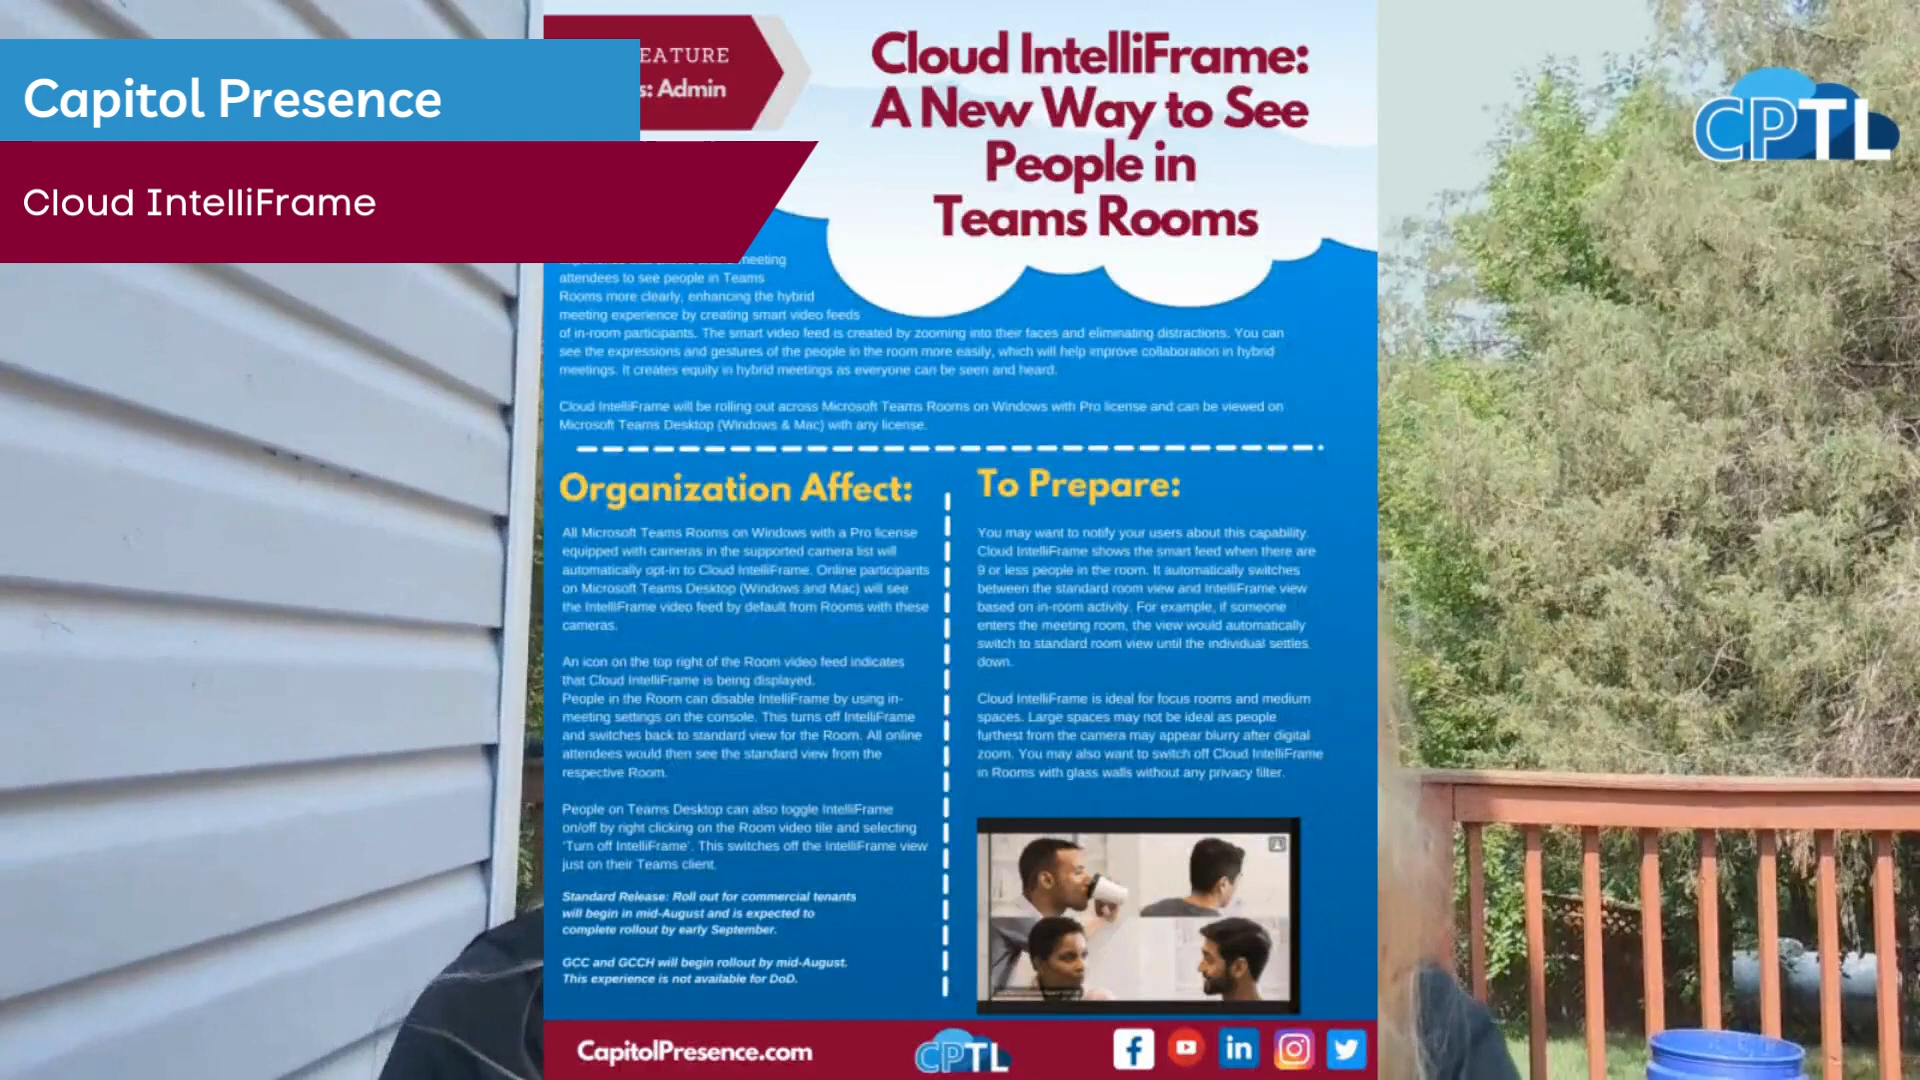 Capitol Presence
Cloud IntelliFrame
EATURE
s: Admin
Cloud IntelliFrame:
A New Way to See
People in
Teams Rooms
CPTL
meeting
attendees to see people in Teams
Rooms more clearly, enhancing the hybrid
meeting experience by creating smart video feeds
of in-room participants. The smart video feed is created by zooming into their faces and eliminating distractions. You can
see the expressions and gestures of the people in the room more easily, which will help improve collaboration in hybrid
meetings. It creates equity in hybrid meetings as everyone can be seen and heard.
Cloud IntelliFrame will be rolling out across Microsoft Teams Rooms on Windows with Pro license and can be viewed on
Microsoft Teams Desktop (Windows & Mac) with any license.
Organization Affect:
All Microsoft Teams Rooms on Windows with a Pro license
equipped with cameras in the supported camera list will
automatically opt-in to Cloud IntelliFrame. Online participants
on Microsoft Teams Desktop (Windows and Mac) will see
the IntelliFrame video feed by default from Rooms with these
cameras.
An icon on the top right of the Room video feed indicates
that Cloud IntelliFrame is being displayed.
People in the Room can disable IntelliFrame by using in-
meeting settings on the console. This turns off IntelliFrame
and switches back to standard view for the Room. All online
attendees would then see the standard view from the
respective Room.
People on Teams Desktop can also toggle IntelliFrame
on/off by right clicking on the Room video tile and selecting
'Turn off IntelliFrame'. This switches off the IntelliFrame view
just on their Teams client.
Standard Release: Roll out for commercial tenants
will begin in mid-August and is expected to
complete rollout by early September.
GCC and GCCH will begin rollout by mid-August.
This experience is not available for DoD.
To Prepare:
You may want to notify your users about this capability.
Cloud IntelliFrame shows the smart feed when there are
9 or less people in the room. It automatically switches
between the standard room view and IntelliFrame view
based on in-room activity. For example, if someone
enters the meeting room, the view would automatically
switch to standard room view until the individual settles
down.
Cloud IntelliFrame is ideal for focus rooms and medium
spaces. Large spaces may not be ideal as people
furthest from the camera may appear blurry after digital
zoom. You may also want to switch off Cloud IntelliFrame
in Rooms with glass walls without any privacy filter.
CapitolPresence.com
CPTL